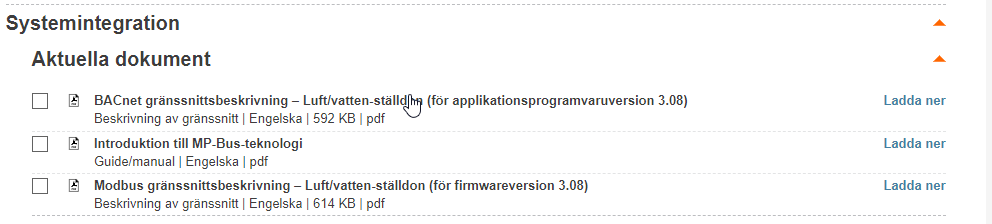 Systemintegration
Aktuella dokument
BACnet gränssnittsbeskrivning – Luft/vatten-ställdon (för applikationsprogramvaruversion 3.08)
Ladda ner
Beskrivning av gränssnitt | Engelska | 592 KB | pdf
Introduktion till MP-Bus-teknologi
Ladda ner
Guide/manual | Engelska | pdf
Modbus gränssnittsbeskrivning – Luft/vatten-ställdon (för firmwareversion 3.08)
Ladda ner
Beskrivning av gränssnitt | Engelska | 614 KB | pdf